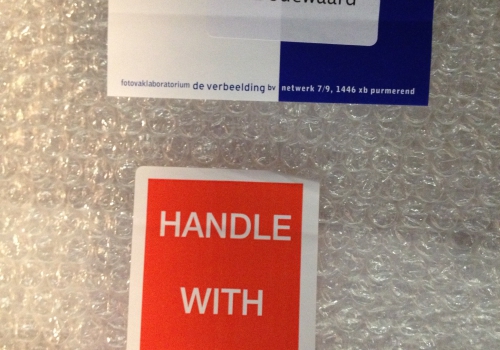 fotovaklaboratorium de verbeelding bv netwerk 7/9, 1446 xb purmerend
HANDLE
WITH